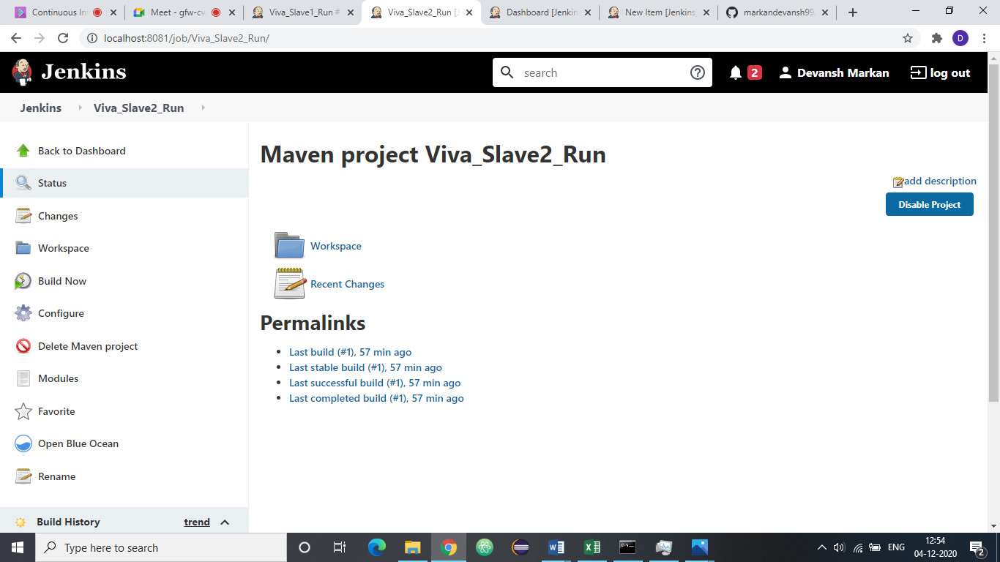 Continuous In
Meet - gfw-cv
Viva_Slave1_Run #
Viva_Slave2_Run [J
Dashboard [Jenkin
New Item [Jenkins
markandevansh99
localhost:8081/job/Viva_Slave2_Run/
D
Jenkins
search
2
Devansh Markan
log out
Jenkins
Viva_Slave2_Run
Back to Dashboard
Status
Changes
Workspace
Build Now
Configure
Delete Maven project
Modules
Favorite
Open Blue Ocean
Rename
Build History
trend
Maven project Viva_Slave2_Run
add description
Disable Project
Workspace
Recent Changes
Permalinks
Last build (#1), 57 min ago
Last stable build (#1), 57 min ago
Last successful build (#1), 57 min ago
Last completed build (#1), 57 min ago
Type here to search
ENG
12:54
04-12-2020
2